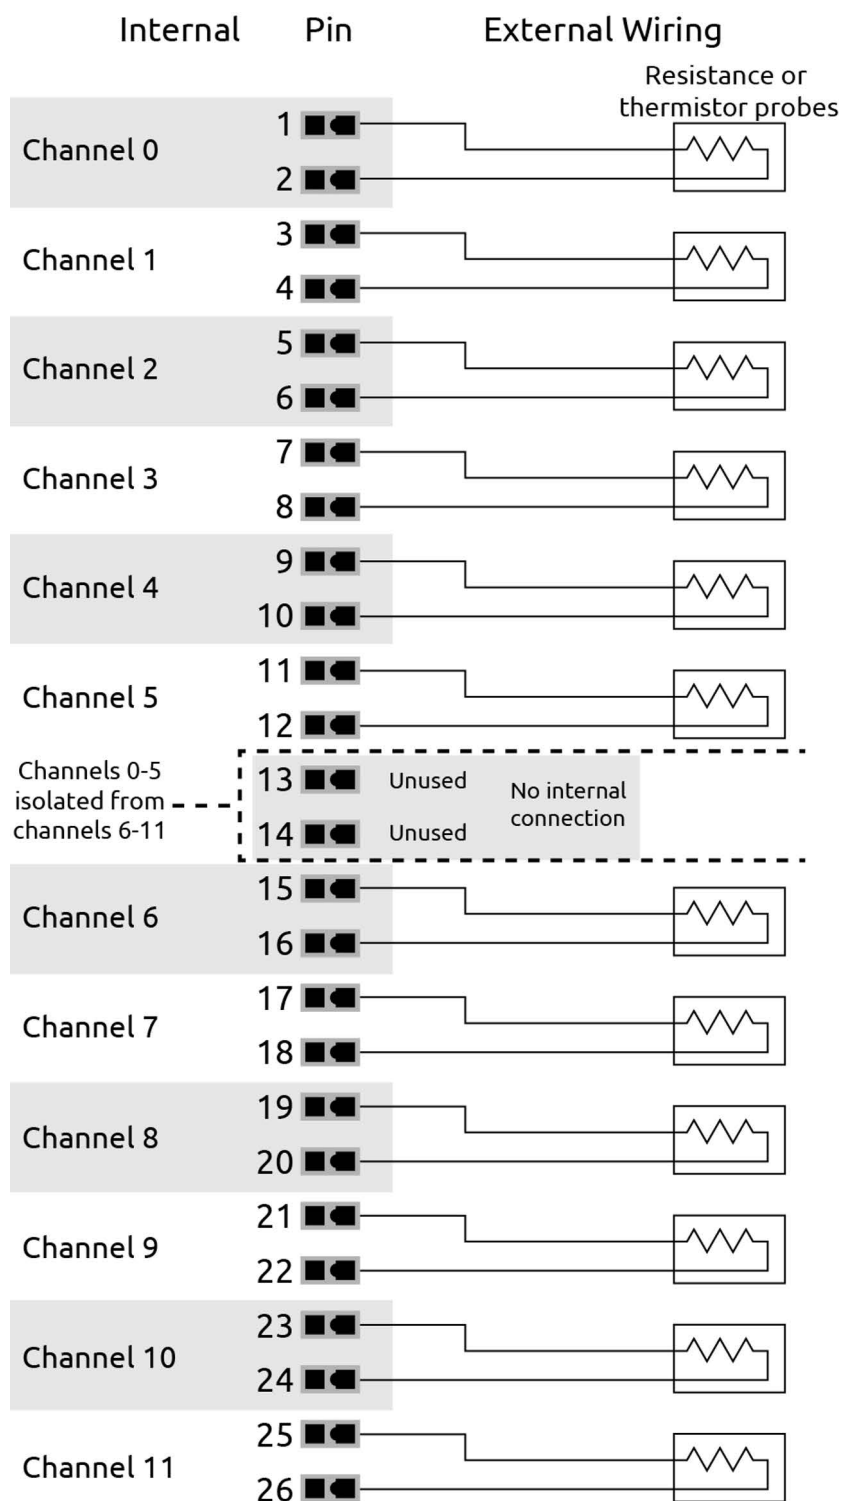 Internal Pin External Wiring
Resistance or
thermistor probes
1
Channel 0
2
3
Channel 1
4
5
Channel 2
6
7
Channel 3
8
9
Channel 4
10
11
Channel 5
12
Channels 0-5
isolated from
channels 6-11
13 Unused
14 Unused
No internal
connection
15
Channel 6
16
17
Channel 7
18
19
Channel 8
20
21
Channel 9
22
23
Channel 10
24
25
Channel 11
26